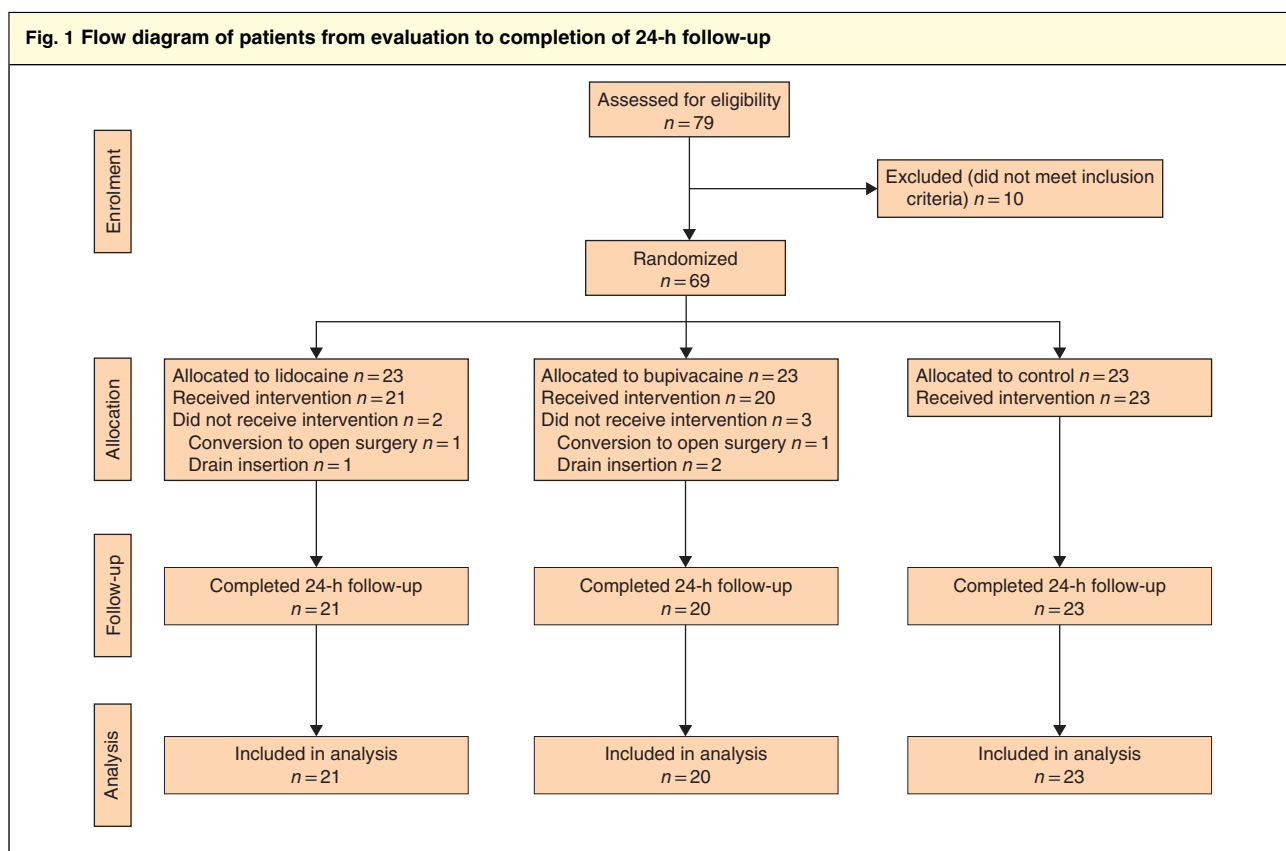 Fig. 1 Flow diagram of patients from evaluation to completion of 24-h follow-up
Enrolment
Assessed for eligibility
n = 79
Excluded (did not meet inclusion
criteria) n = 10
Randomized
n = 69
Allocation
Allocated to lidocaine n = 23
Received intervention n = 21
Did not receive intervention n = 2
Conversion to open surgery n = 1
Drain insertion n = 1
Allocated to bupivacaine n = 23
Received intervention n = 20
Did not receive intervention n = 3
Conversion to open surgery n = 1
Drain insertion n = 2
Allocated to control n = 23
Received intervention n = 23
Follow-up
Completed 24-h follow-up
n = 21
Completed 24-h follow-up
n = 20
Completed 24-h follow-up
n = 23
Analysis
Included in analysis
n = 21
Included in analysis
n = 20
Included in analysis
n = 23